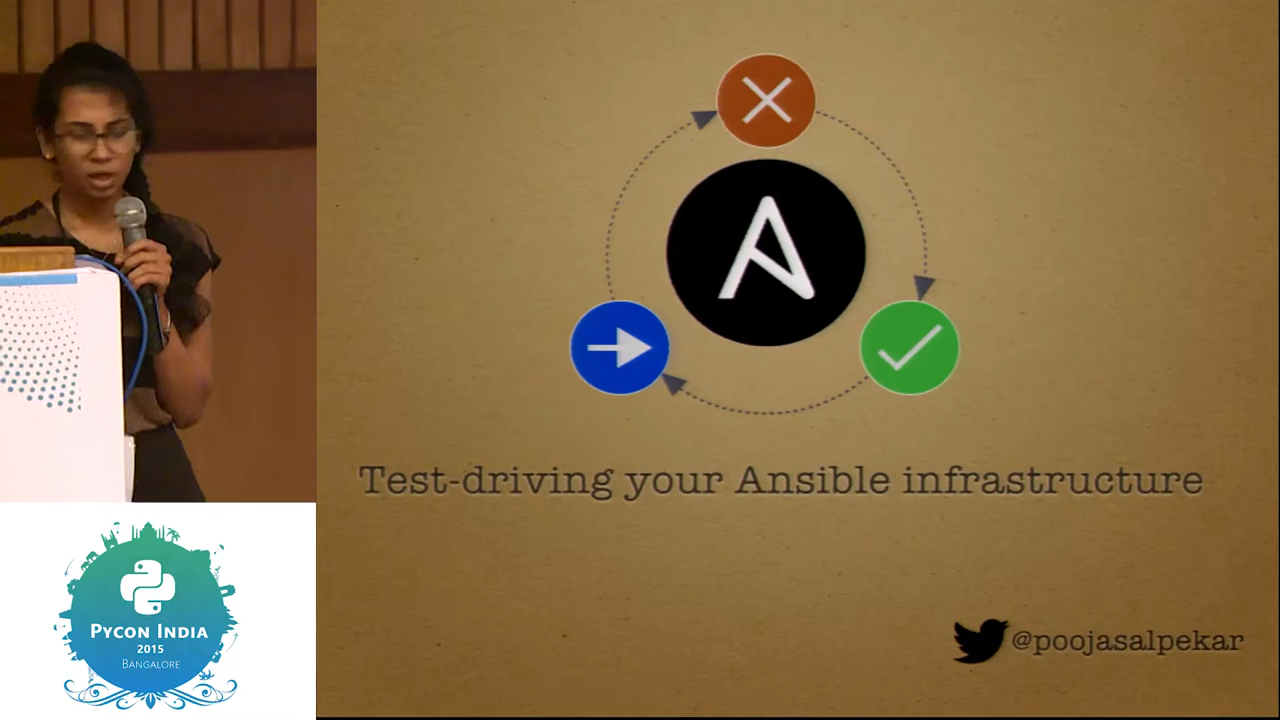 Test-driving your Ansible infrastructure
@poojasalpekar
PYCON INDIA
2015
BANGALORE